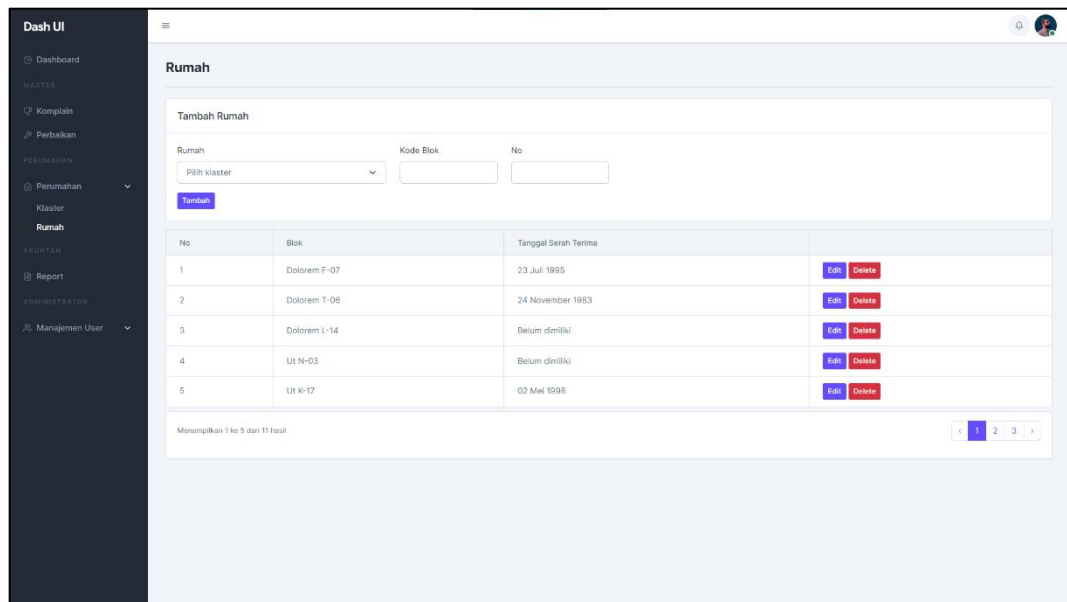 Dash UI
Dashboard
MASTER
Komplain
Perbaikan
PERUMAHAN
Perumahan
Klaster
Rumah
AKUNTAN
Report
ADMINISTRATOR
Manajemen User
Rumah
Tambah Rumah
Rumah Kode Blok No
Pilih klaster
Tambah
No Blok Tanggal Serah Terima
1 Dolorem F-07 23 Juli 1995 Edit Delete
2 Dolorem T-06 24 November 1983 Edit Delete
3 Dolorem L-14 Belum dimiliki Edit Delete
4 Ut N-03 Belum dimiliki Edit Delete
5 Ut K-17 02 Mei 1998 Edit Delete
Menampilkan 1 ke 5 dari 11 hasil ‹ 1 2 3 ›